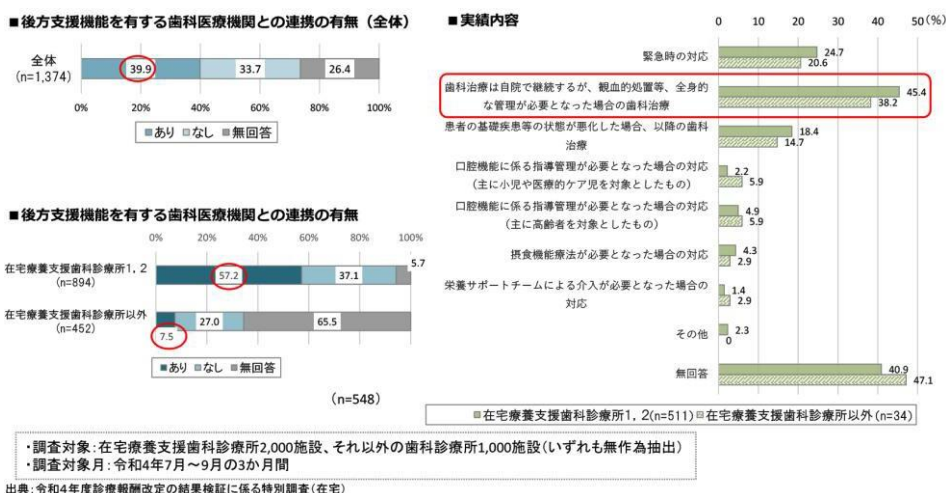 ■後方支援機能を有する歯科医療機関との連携の有無（全体）
全体
(n=1,374)
39.9
33.7
26.4
0% 20% 40% 60% 80% 100%
■あり □なし ■無回答
■後方支援機能を有する歯科医療機関との連携の有無
0% 20% 40% 60% 80% 100%
在宅療養支援歯科診療所1，2
(n=894)
57.2
37.1
5.7
在宅療養支援歯科診療所以外
(n=452)
7.5
27.0
65.5
■あり ■なし ■無回答
(n=548)
■実績内容
0 10 20 30 40 50(%)
緊急時の対応
24.7
20.6
歯科治療は自院で継続するが、観血的処置等、全身的
な管理が必要となった場合の歯科治療
45.4
38.2
患者の基礎疾患等の状態が悪化した場合、以降の歯科
治療
18.4
14.7
口腔機能に係る指導管理が必要となった場合の対応
（主に小児や医療的ケア児を対象としたもの）
2.2
5.9
口腔機能に係る指導管理が必要となった場合の対応
（主に高齢者を対象としたもの）
4.9
5.9
摂食機能療法が必要となった場合の対応
4.3
2.9
栄養サポートチームによる介入が必要となった場合の
対応
1.4
2.9
その他
2.3
0
無回答
40.9
47.1
■在宅療養支援歯科診療所1，2(n=511) □在宅療養支援歯科診療所以外(n=34)
・調査対象：在宅療養支援歯科診療所2,000施設、それ以外の歯科診療所1,000施設(いずれも無作為抽出)
・調査対象月：令和4年7月～9月の3か月間
出典：令和4年度診療報酬改定の結果検証に係る特別調査（在宅）